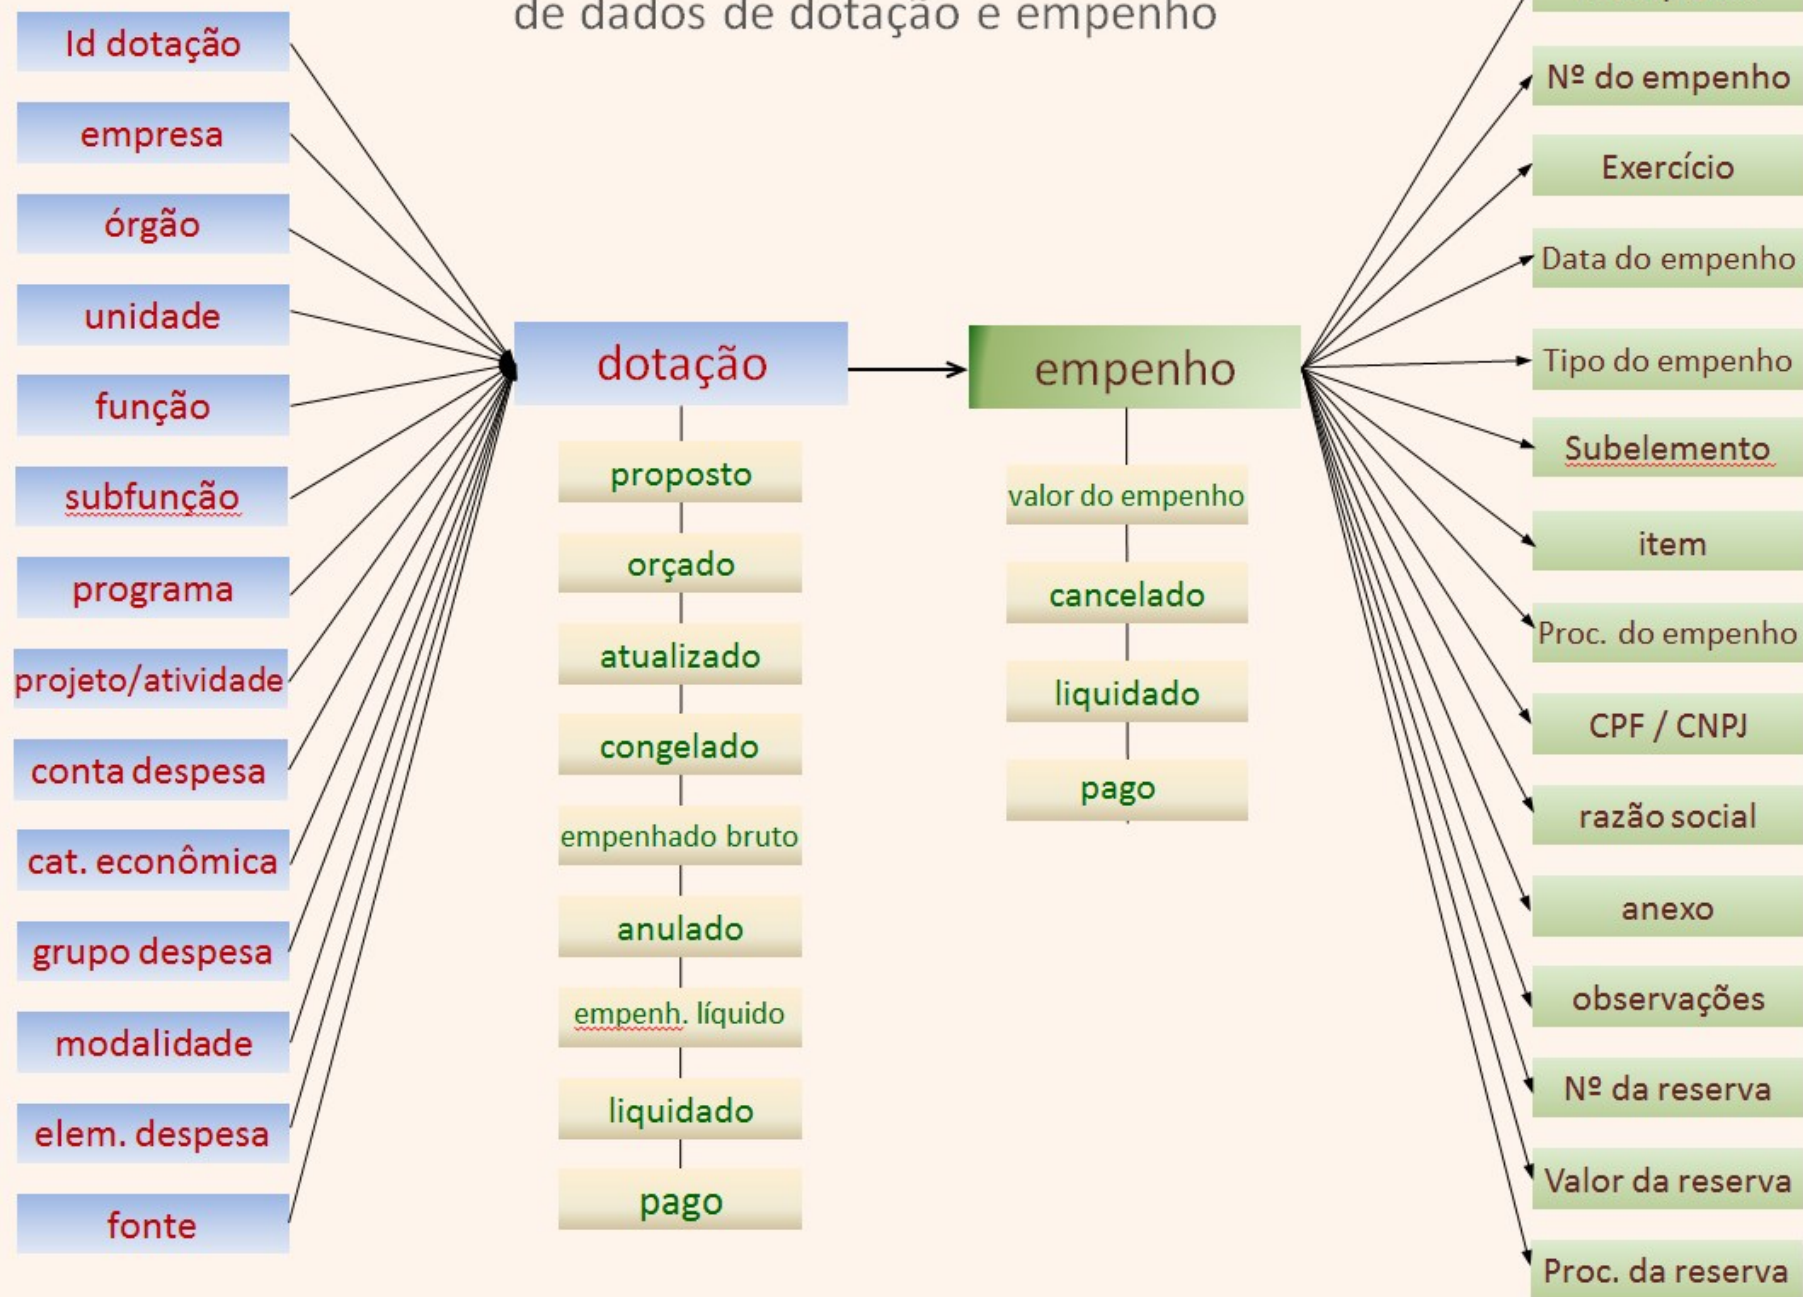 de dados de dotação e empenho
Id dotação
empresa
órgão
unidade
função
subfunção
programa
projeto/atividade
conta despesa
cat. econômica
grupo despesa
modalidade
elem. despesa
fonte
dotação
proposto
orçado
atualizado
congelado
empenhado bruto
anulado
empenh. líquido
liquidado
pago
empenho
valor do empenho
cancelado
liquidado
pago
Nº do empenho
Exercício
Data do empenho
Tipo do empenho
Subelemento
item
Proc. do empenho
CPF / CNPJ
razão social
anexo
observações
Nº da reserva
Valor da reserva
Proc. da reserva